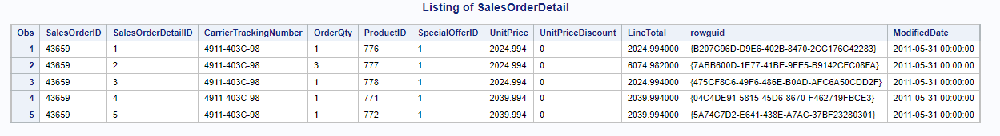 Listing of SalesOrderDetail
Obs SalesOrderID SalesOrderDetailID CarrierTrackingNumber OrderQty ProductID SpecialOfferID UnitPrice UnitPriceDiscount LineTotal rowguid ModifiedDate
1 43659 1 4911-403C-98 1 776 1 2024.994 0 2024.994000 {B207C96D-D9E6-402B-8470-2CC176C42283} 2011-05-31 00:00:00
2 43659 2 4911-403C-98 3 777 1 2024.994 0 6074.982000 {7ABB600D-1E77-41BE-9FE5-B9142CFC08FA} 2011-05-31 00:00:00
3 43659 3 4911-403C-98 1 778 1 2024.994 0 2024.994000 {475CF8C6-49F6-486E-B0AD-AFC6A50CDD2F} 2011-05-31 00:00:00
4 43659 4 4911-403C-98 1 771 1 2039.994 0 2039.994000 {04C4DE91-5815-45D6-8670-F462719FBCE3} 2011-05-31 00:00:00
5 43659 5 4911-403C-98 1 772 1 2039.994 0 2039.994000 {5A74C7D2-E641-438E-A7AC-37BF23280301} 2011-05-31 00:00:00